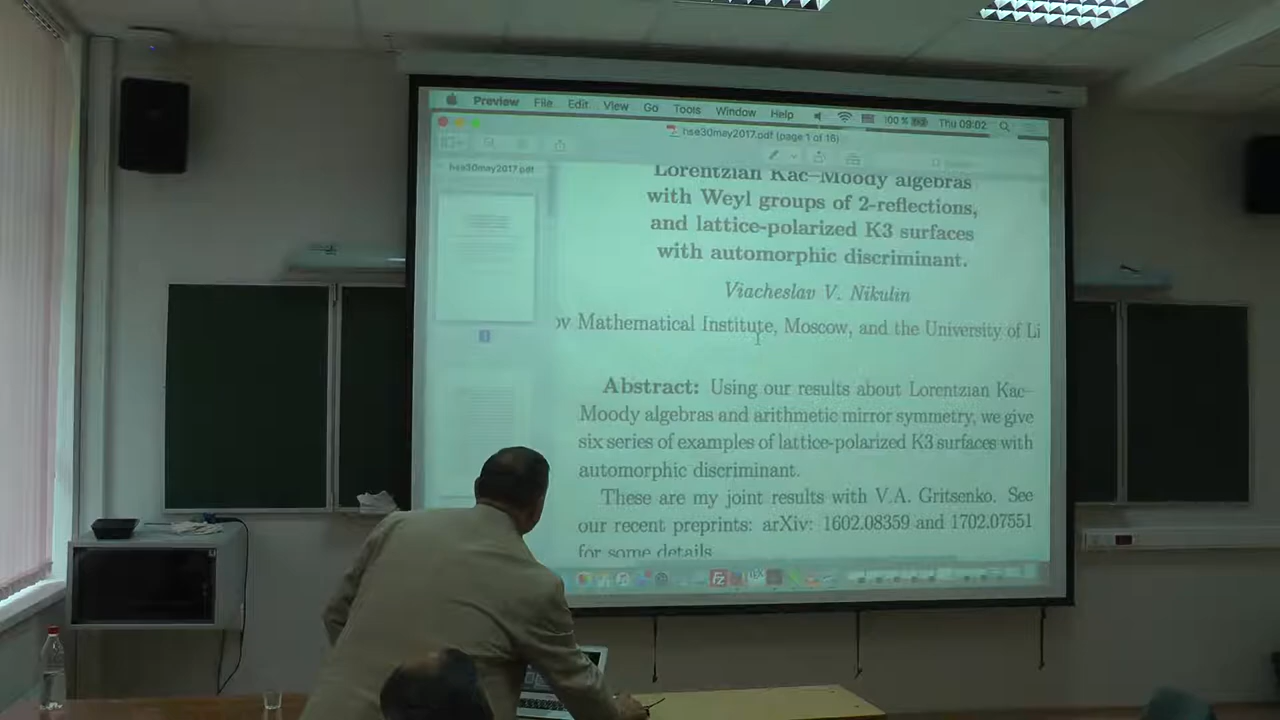 Preview File Edit View Go Tools Window Help 100 % Thu 09:02
hse30may2017.pdf (page 1 of 16)
hse30may2017.pdf
Lorentzian Kac–Moody algebras
with Weyl groups of 2-reflections,
and lattice-polarized K3 surfaces
with automorphic discriminant.
Viacheslav V. Nikulin
ov Mathematical Institute, Moscow, and the University of Li
Abstract: Using our results about Lorentzian Kac–
Moody algebras and arithmetic mirror symmetry, we give
six series of examples of lattice-polarized K3 surfaces with
automorphic discriminant.
These are my joint results with V.A. Gritsenko. See
our recent preprints: arXiv: 1602.08359 and 1702.07551
for some details